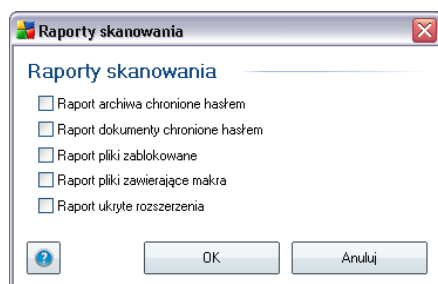 Raporty skanowania
Raporty skanowania
Raport archiwa chronione hasłem
Raport dokumenty chronione hasłem
Raport pliki zablokowane
Raport pliki zawierające makra
Raport ukryte rozszerzenia
? OK Anuluj